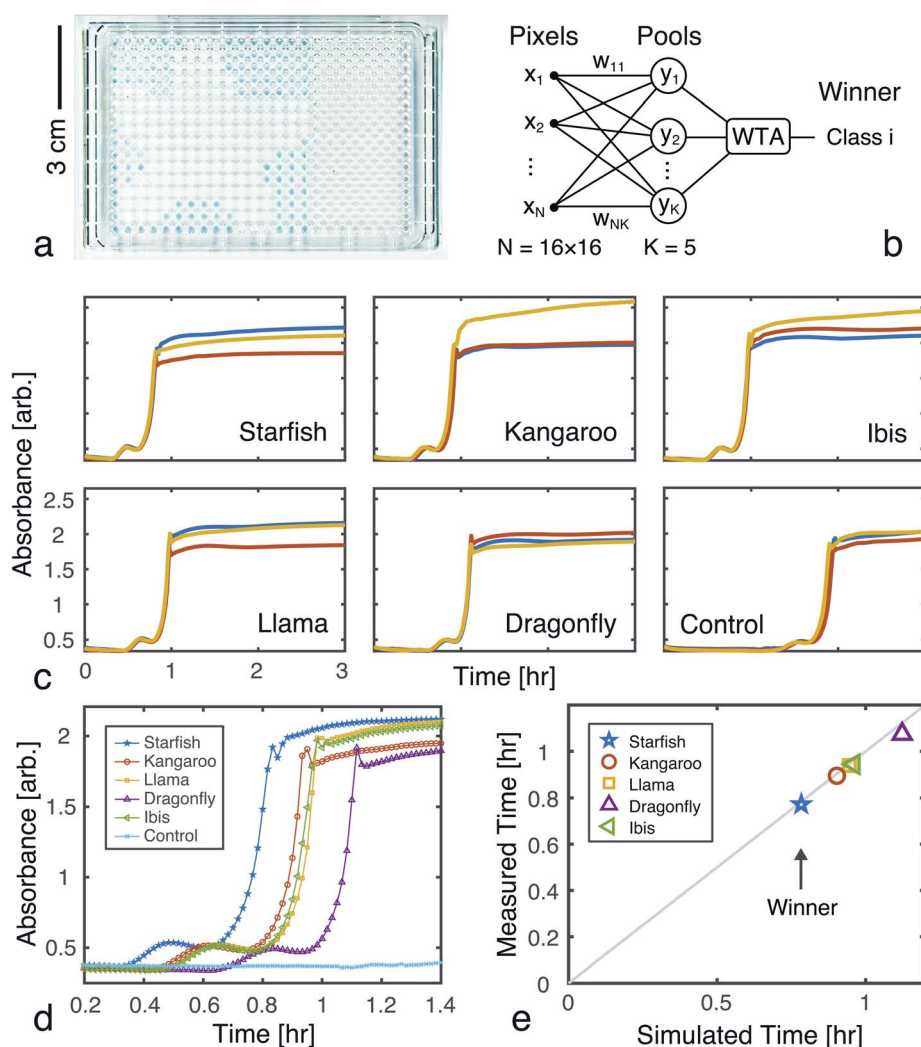 3 cm
a
Pixels Pools
x1 w11 y1
Winner
x2 y2 WTA Class i
⋮ ⋮
xN wNK yK
N = 16×16 K = 5
b
Absorbance [arb.]
Starfish
Kangaroo
Ibis
2.5
2
1.5
1
0.5
Llama
Dragonfly
Control
0 1 2 3
Time [hr]
c
Absorbance [arb.]
2
1.5
1
0.5
Starfish
Kangaroo
Llama
Dragonfly
Ibis
Control
0.2 0.4 0.6 0.8 1 1.2 1.4
Time [hr]
d
Measured Time [hr]
1
0.8
0.6
0.4
0.2
0
Starfish
Kangaroo
Llama
Dragonfly
Ibis
Winner
0 0.5 1
Simulated Time [hr]
e